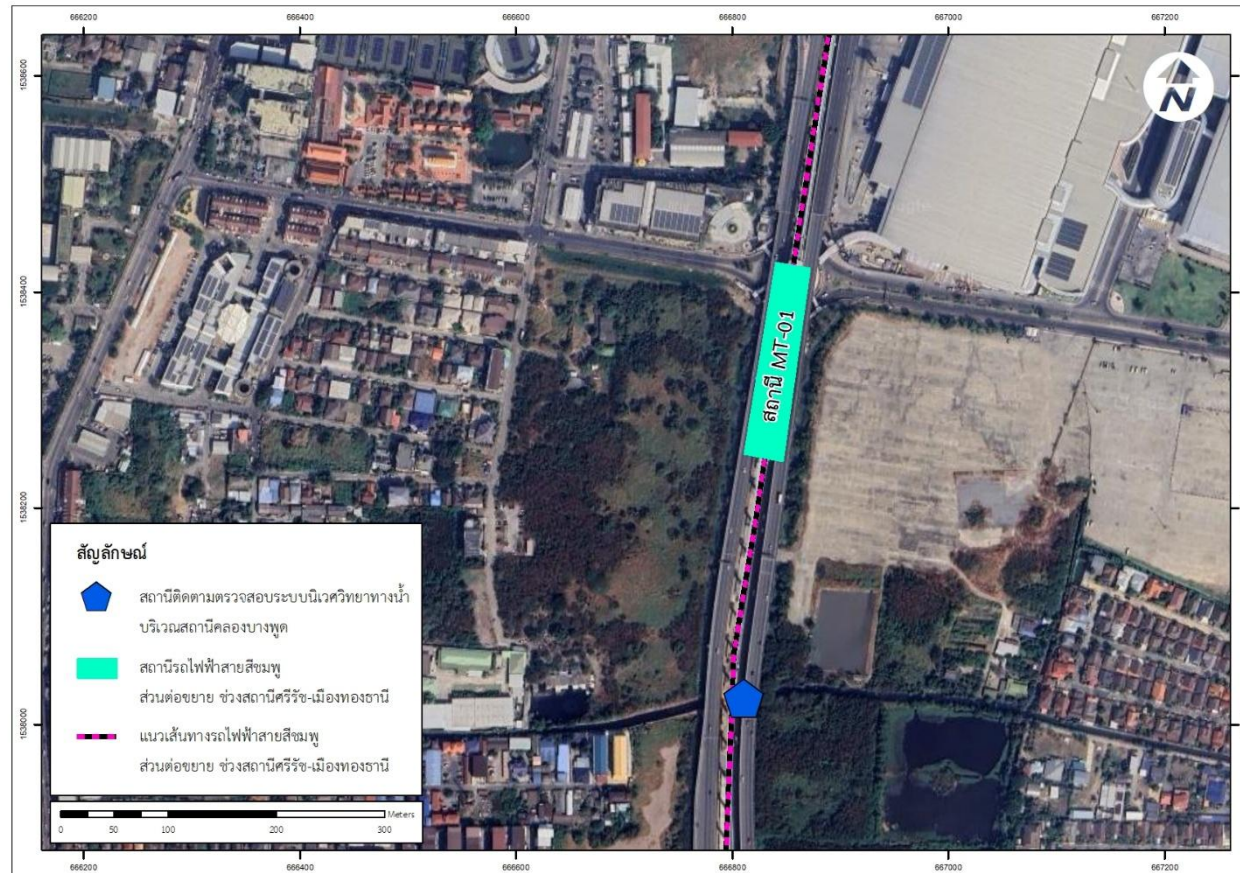 666200 666400 666600 666800 667000 667200
1538600
1538400
1538200
1538000
N
สถานี MT-01
สัญลักษณ์
สถานีติดตามตรวจสอบระบบนิเวศวิทยาทางน้ำ
บริเวณสถานีคลองบางพูด
สถานีรถไฟฟ้าสายสีชมพู
ส่วนต่อขยาย ช่วงสถานีศรีรัช-เมืองทองธานี
แนวเส้นทางรถไฟฟ้าสายสีชมพู
ส่วนต่อขยาย ช่วงสถานีศรีรัช-เมืองทองธานี
Meters
0 50 100 200 300
1538600
1538400
1538200
1538000
666200 666400 666600 666800 667000 667200